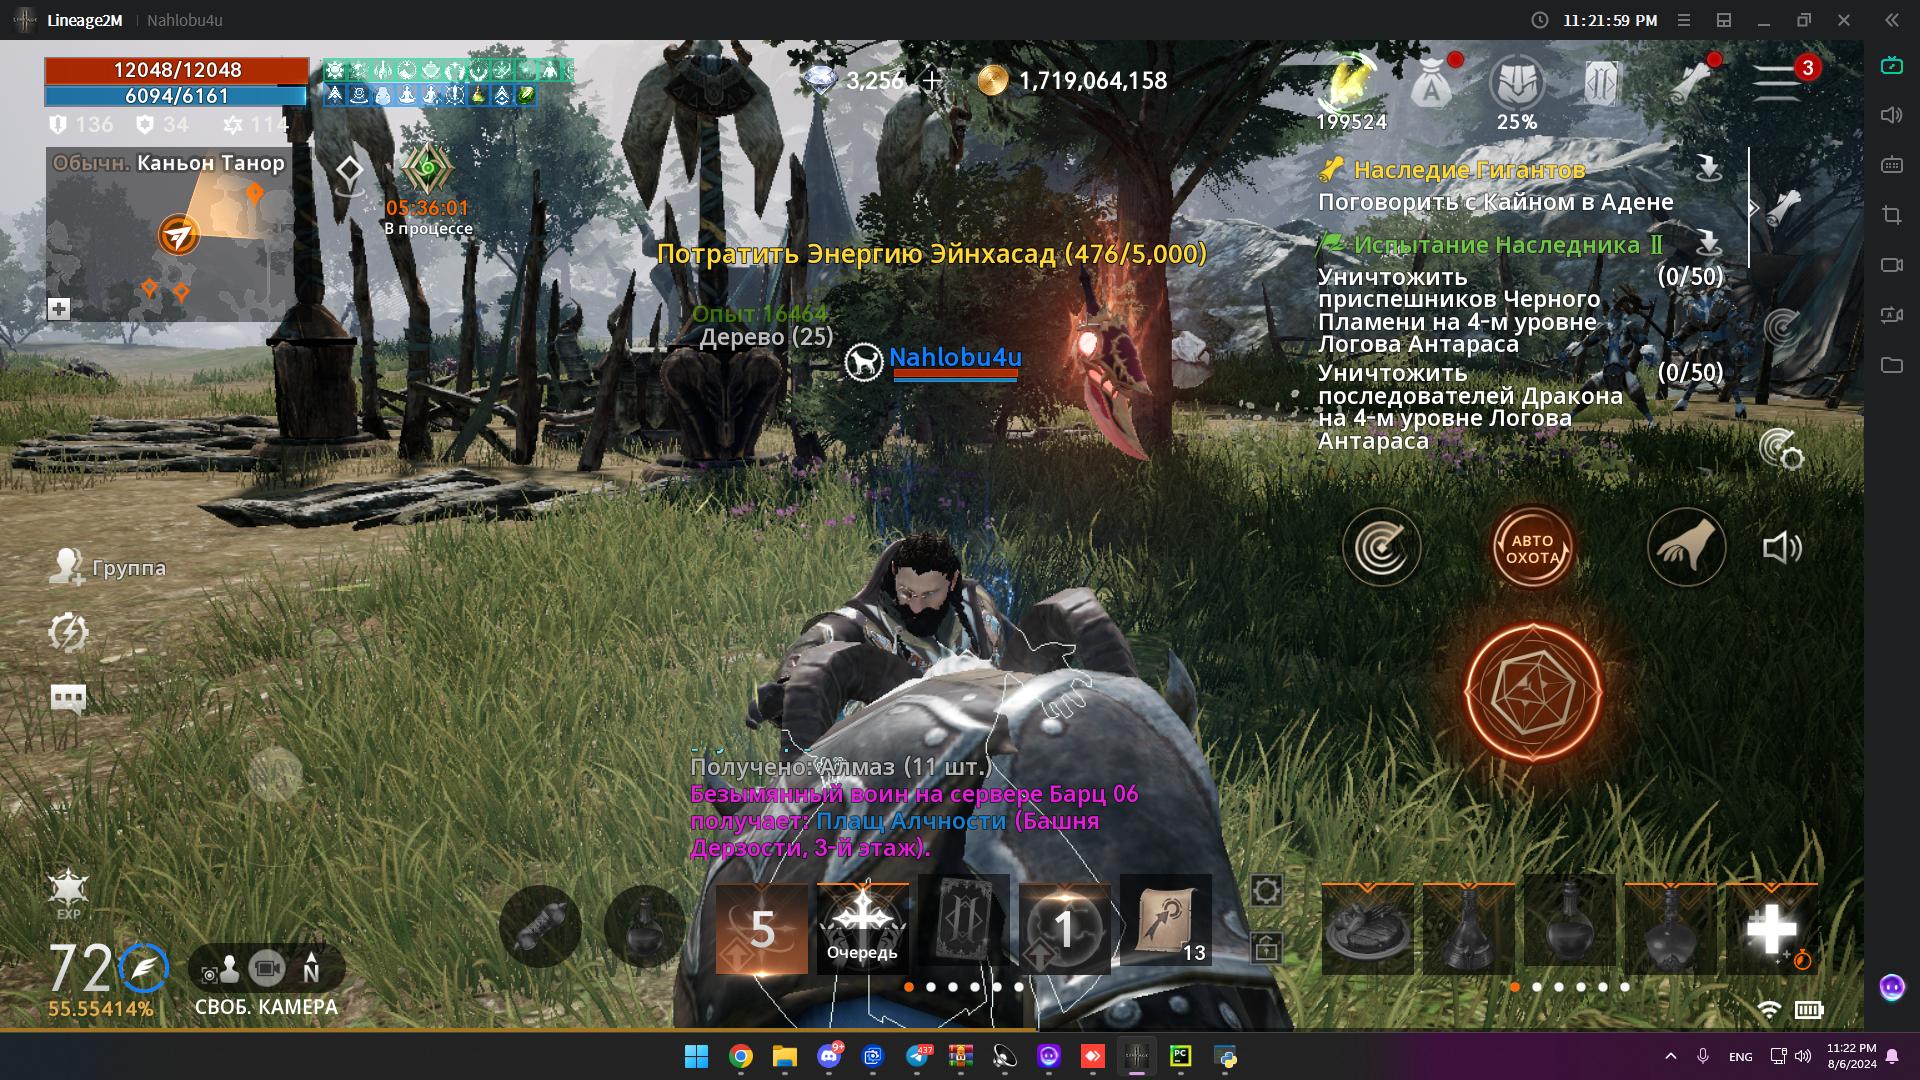 Lineage2M | Nahlobu4u
11:21:59 PM
12048/12048
6094/6161
136 34 114
3,256
1,719,064,158
199524
25%
3
Обычн. Каньон Танор
05:36:01
В процессе
Наследие Гигантов
Поговорить с Кайном в Адене
Испытание Наследника Ⅱ
Уничтожить (0/50)
приспешников Черного
Пламени на 4-м уровне
Логова Антараса
Уничтожить (0/50)
последователей Дракона
на 4-м уровне Логова
Антараса
Потратить Энергию Эйнхасад (476/5,000)
Опыт 16464
Дерево (25)
Nahlobu4u
АВТО
ОХОТА
Группа
Получено: Алмаз (11 шт.)
Безымянный воин на сервере Барц 06
получает: Плащ Алчности (Башня
Дерзости, 3-й этаж).
EXP
72
55.55414%
N
СВОБ. КАМЕРА
5
Очередь
1
13
9+
437
PC
ENG
11:22 PM
8/6/2024